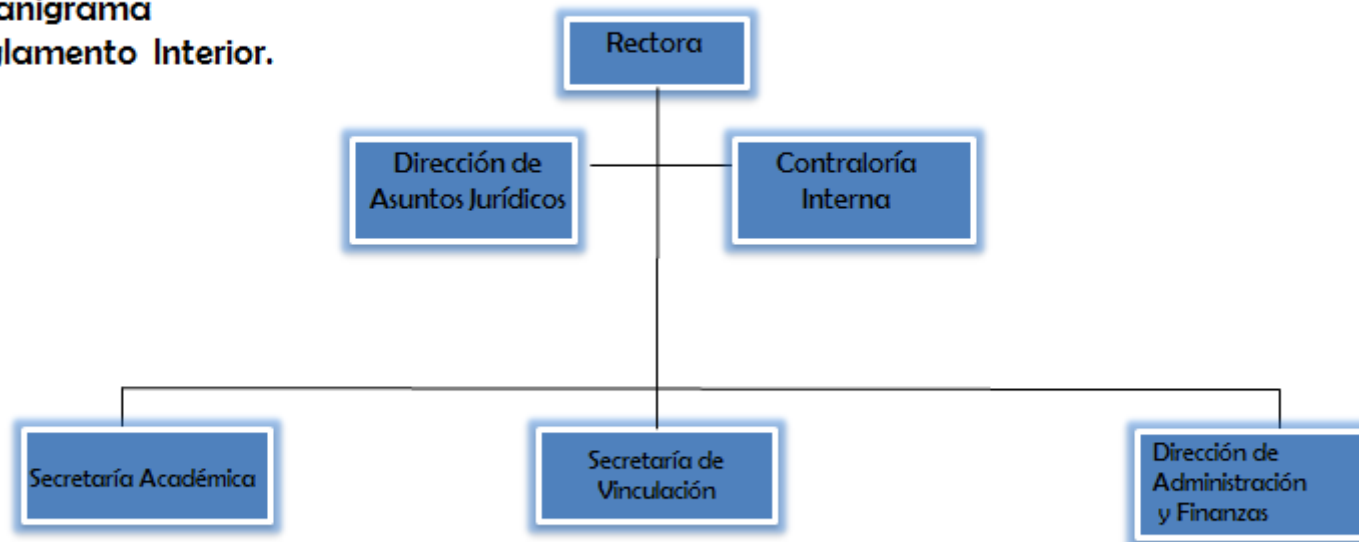 anigrama
glamento Interior.
Rectora
Dirección de
Asuntos Jurídicos
Contraloría
Interna
Secretaría Académica
Secretaría de
Vinculación
Dirección de
Administración
y Finanzas